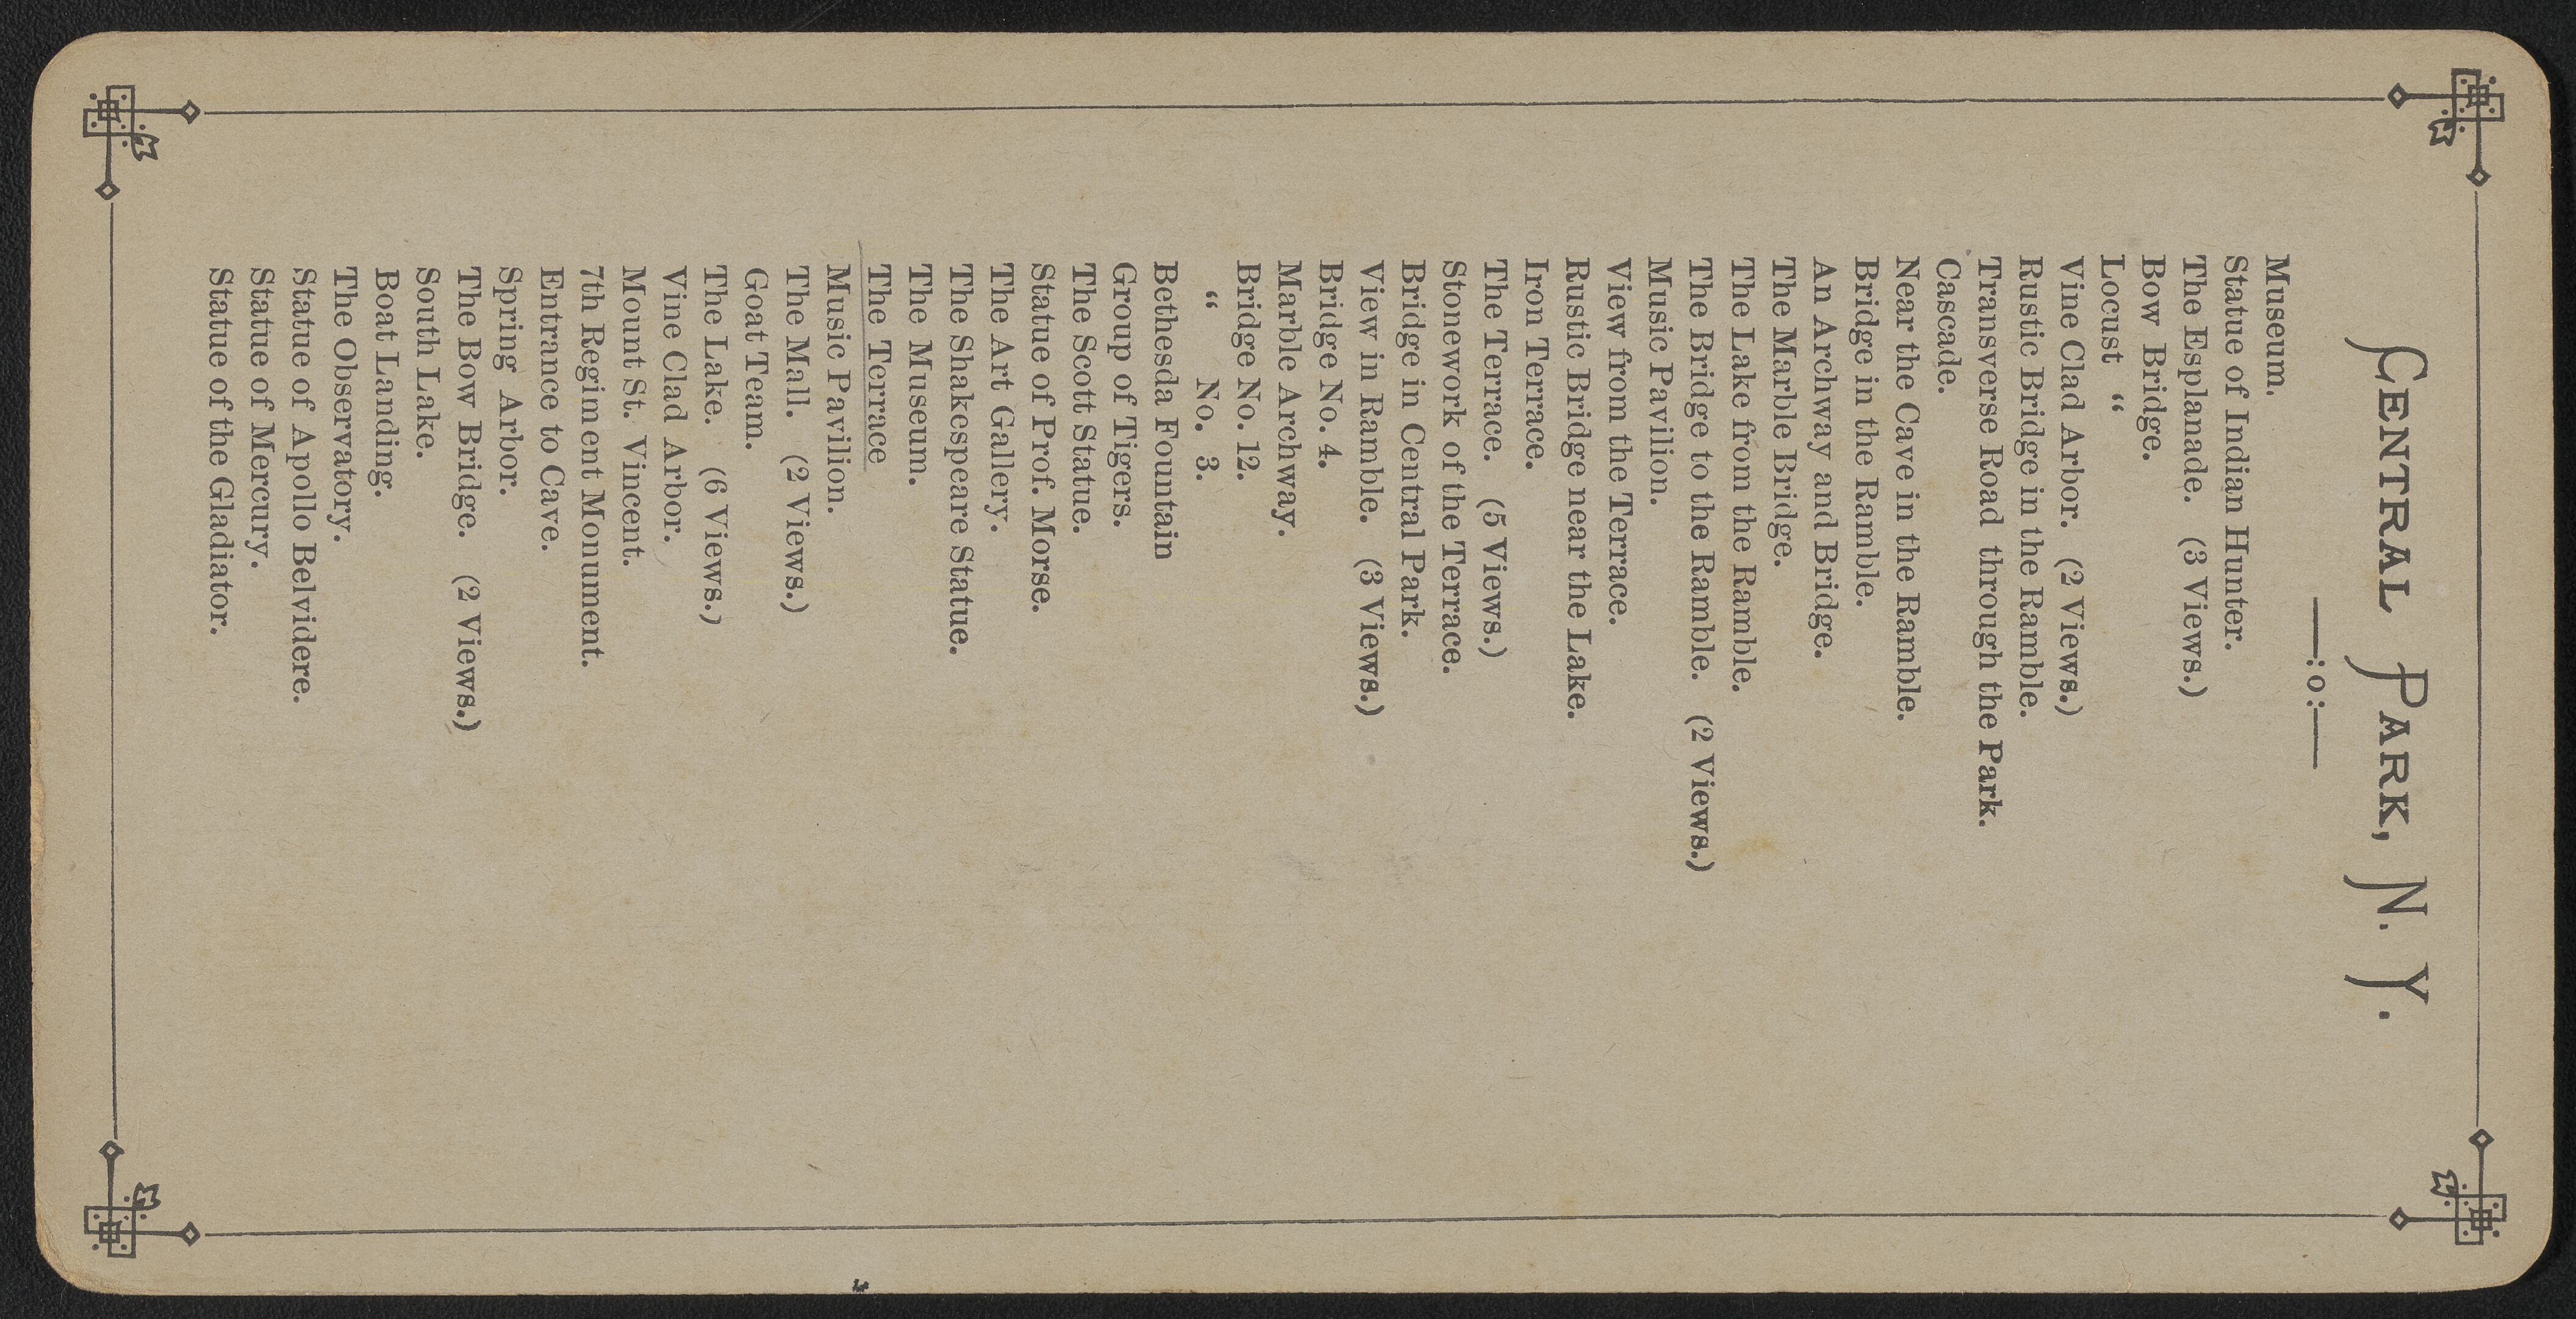 CENTRAL PARK, N. Y.
—:o:—
Museum.
Statue of Indian Hunter.
The Esplanade. (3 Views.)
Bow Bridge.
Locust “
Vine Clad Arbor. (2 Views.)
Rustic Bridge in the Ramble.
Transverse Road through the Park.
Cascade.
Near the Cave in the Ramble.
Bridge in the Ramble.
An Archway and Bridge.
The Marble Bridge.
The Lake from the Ramble.
The Bridge to the Ramble. (2 Views.)
Music Pavilion.
View from the Terrace.
Rustic Bridge near the Lake.
Iron Terrace.
The Terrace. (5 Views.)
Stonework of the Terrace.
Bridge in Central Park.
View in Ramble. (3 Views.)
Bridge No. 4.
Marble Archway.
Bridge No. 12.
“ No. 3.
Bethesda Fountain
Group of Tigers.
The Scott Statue.
Statue of Prof. Morse.
The Art Gallery.
The Shakespeare Statue.
The Museum.
The Terrace
Music Pavilion.
The Mall. (2 Views.)
Goat Team.
The Lake. (6 Views.)
Vine Clad Arbor.
Mount St. Vincent.
7th Regiment Monument.
Entrance to Cave.
Spring Arbor.
The Bow Bridge. (2 Views.)
South Lake.
Boat Landing.
The Observatory.
Statue of Apollo Belvidere.
Statue of Mercury.
Statue of the Gladiator.